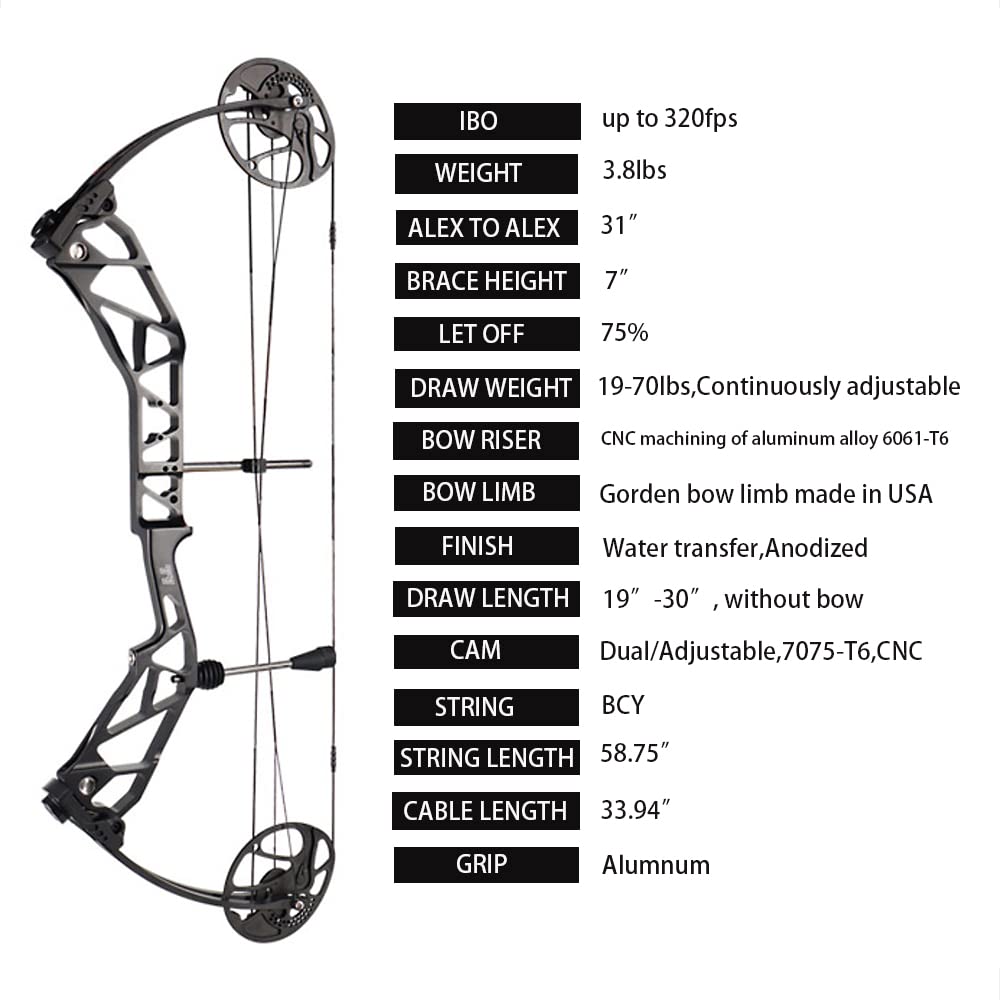 IBO up to 320fps
WEIGHT 3.8lbs
ALEX TO ALEX 31″
BRACE HEIGHT 7″
LET OFF 75%
DRAW WEIGHT 19-70lbs,Continuously adjustable
BOW RISER CNC machining of aluminum alloy 6061-T6
BOW LIMB Gorden bow limb made in USA
FINISH Water transfer,Anodized
DRAW LENGTH 19″ -30″ , without bow
CAM Dual/Adjustable,7075-T6,CNC
STRING BCY
STRING LENGTH 58.75″
CABLE LENGTH 33.94″
GRIP Alumnum